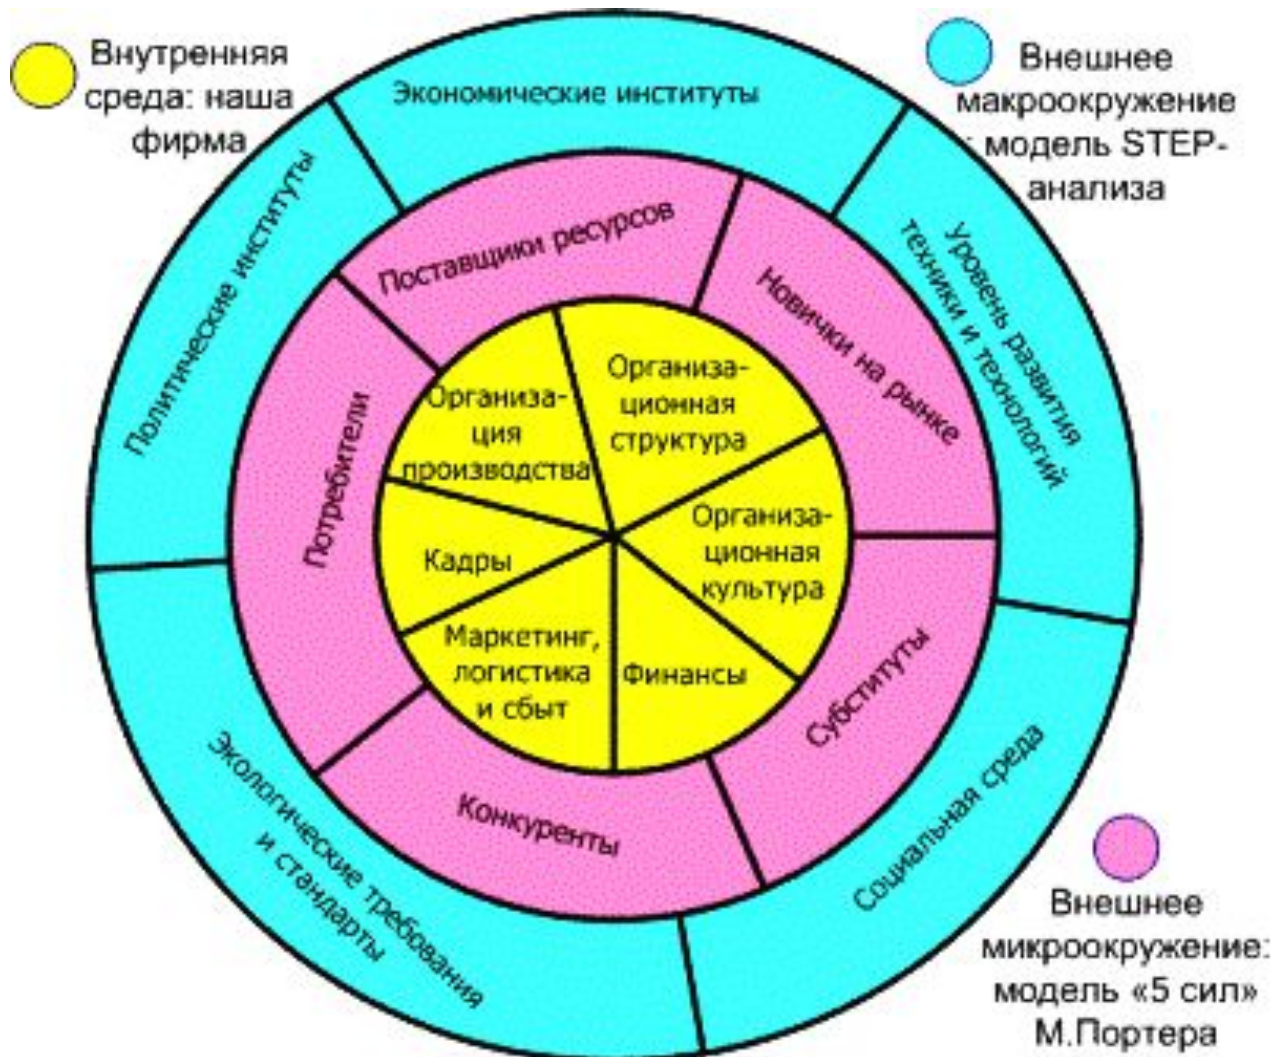 Внутренняя
среда: наша
фирма
Внешнее
макроокружение
: модель STEP-
анализа
Экономические институты
Политические институты
Уровень развития
техники и технологий
Поставщики ресурсов
Новички на рынке
Потребители
Организа-
ция
производства
Организа-
ционная
структура
Организа-
ционная
культура
Кадры
Маркетинг,
логистика
и сбыт
Финансы
Субституты
Конкуренты
Экологические требования
и стандарты
Социальная среда
Внешнее
микроокружение:
модель «5 сил»
М.Портера